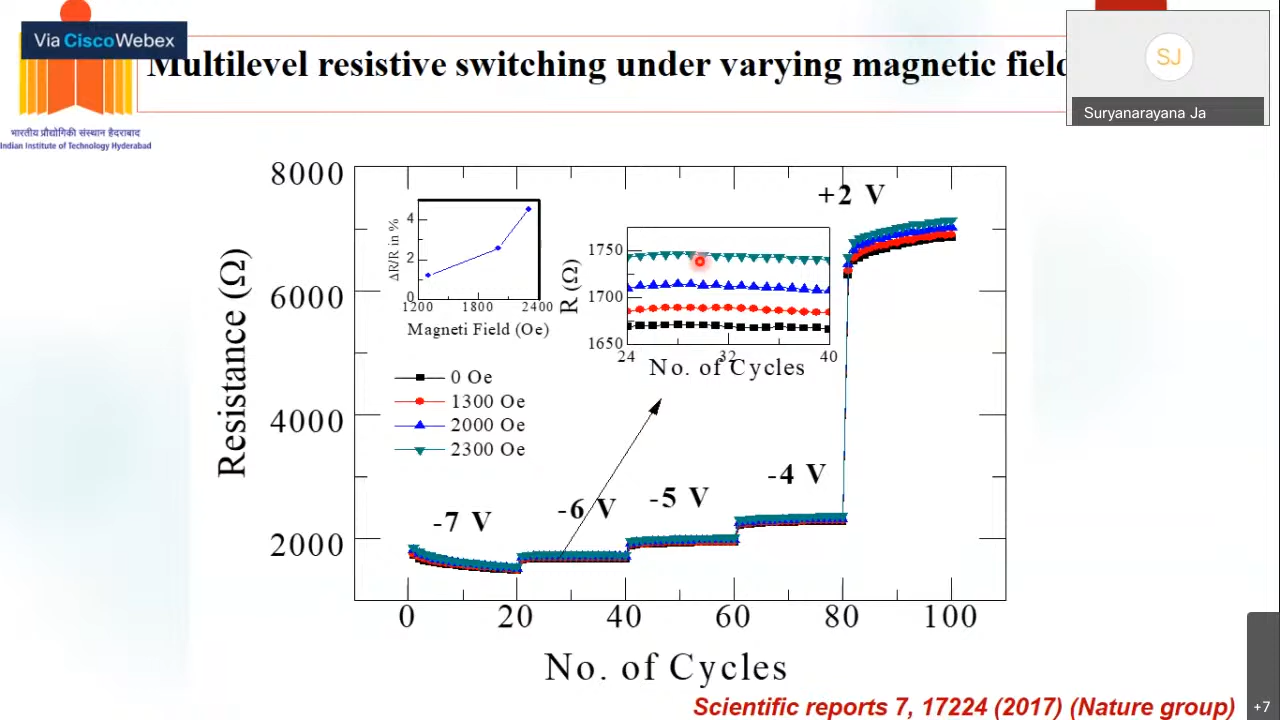 Via CiscoWebex
Multilevel resistive switching under varying magnetic field
SJ
Suryanarayana Ja
भारतीय प्रौद्योगिकी संस्थान हैदराबाद
Indian Institute of Technology Hyderabad
8000
6000
4000
2000
Resistance (Ω)
0 20 40 60 80 100
No. of Cycles
ΔR/R in %
4
2
0
1200 1800 2400
Magneti Field (Oe)
R (Ω)
1750
1700
1650
24 32 40
No. of Cycles
0 Oe
1300 Oe
2000 Oe
2300 Oe
-7 V
-6 V
-5 V
-4 V
+2 V
Scientific reports 7, 17224 (2017) (Nature group)
+7